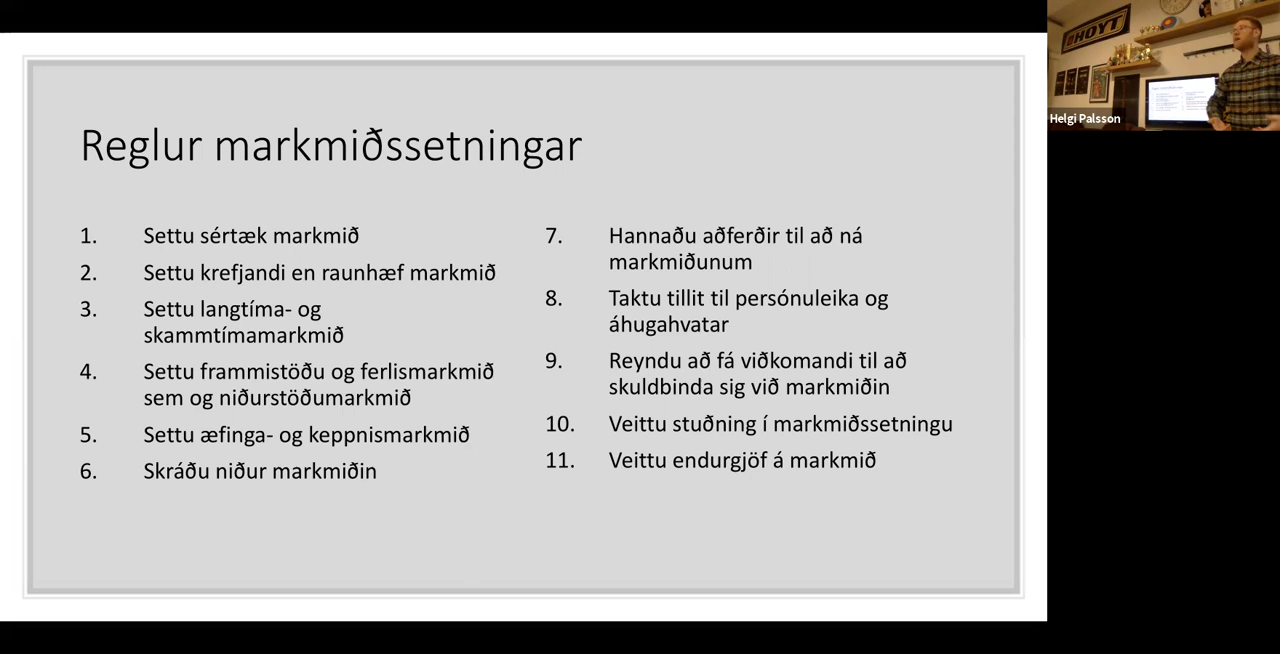 Reglur markmiðssetningar
1. Settu sértæk markmið
2. Settu krefjandi en raunhæf markmið
3. Settu langtíma- og
skammtímamarkmið
4. Settu frammistöðu og ferlismarkmið
sem og niðurstöðumarkmið
5. Settu æfinga- og keppnismarkmið
6. Skráðu niður markmiðin
7. Hannaðu aðferðir til að ná
markmiðunum
8. Taktu tillit til persónuleika og
áhugahvatar
9. Reyndu að fá viðkomandi til að
skuldbinda sig við markmiðin
10. Veittu stuðning í markmiðssetningu
11. Veittu endurgjöf á markmið
HOYT
Helgi Palsson